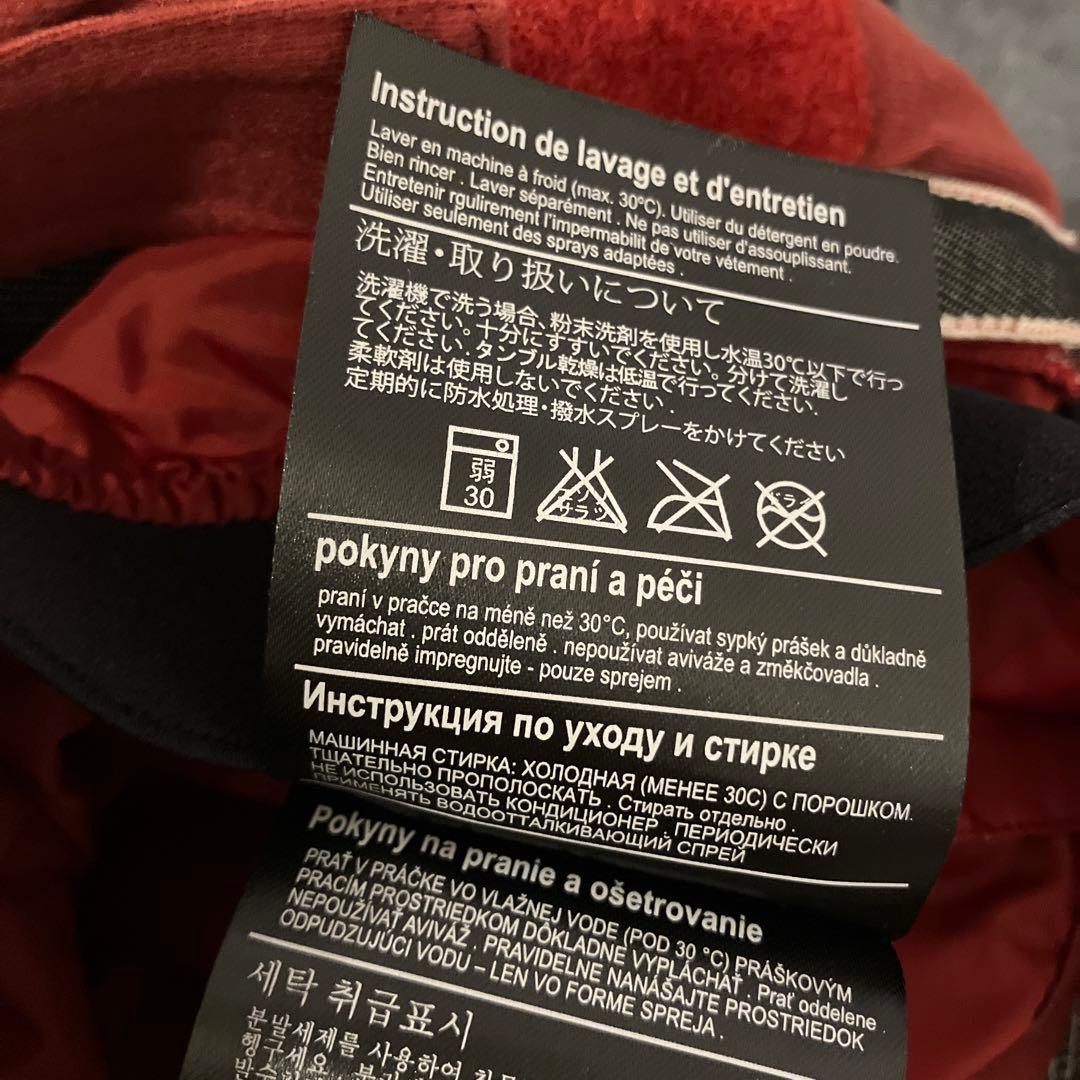 Instruction de lavage et d'entretien
Laver en machine à froid (max. 30ºC). Utiliser du détergent en poudre.
Bien rincer . Laver séparément . Ne pas utiliser d'assouplissant.
Entretenir rgulirement l'impermabilit de votre vêtement .
Utiliser seulement des sprays adaptées .
洗濯・取り扱いについて
洗濯機で洗う場合、粉末洗剤を使用し水温30℃以下で行っ
てください。十分にすすいでください。分けて洗濯し
てください.タンブル乾燥は低温で行ってください.
柔軟剤は使用しないでください .
定期的に防水処理・撥水スプレーをかけてください
弱
30
サラシ
ドライ
pokyny pro praní a péči
praní v pračce na méně než 30°C, používat sypký prášek a důkladně
vymáchat . prát odděleně . nepoužívat aviváže a změkčovadla .
pravidelně impregnujte - pouze sprejem .
Инструкция по уходу и стирке
МАШИННАЯ СТИРКА: ХОЛОДНАЯ (МЕНЕЕ 30С) С ПОРОШКОМ.
ТЩАТЕЛЬНО ПРОПОЛОСКАТЬ . Стирать отдельно .
НЕ ИСПОЛЬЗОВАТЬ КОНДИЦИОНЕР . ПЕРИОДИЧЕСКИ
ПРИМЕНЯТЬ ВОДООТТАЛКИВАЮЩИЙ СПРЕЙ
Pokyny na pranie a ošetrovanie
PRAŤ V PRÁČKE VO VLAŽNEJ VODE (POD 30 °C) PRÁŠKOVÝM
PRACÍM PROSTRIEDKOM DÔKLADNE VYPLÁCHAŤ . Prať oddelene .
NEPOUŽÍVAŤ AVIVÁŽ . PRAVIDELNE NANÁŠAJTE PROSTRIEDOK
ODPUDZUJÚCI VODU – LEN VO FORME SPREJA .
세탁 취급표시
분말세제를 사용하여
헹구세요